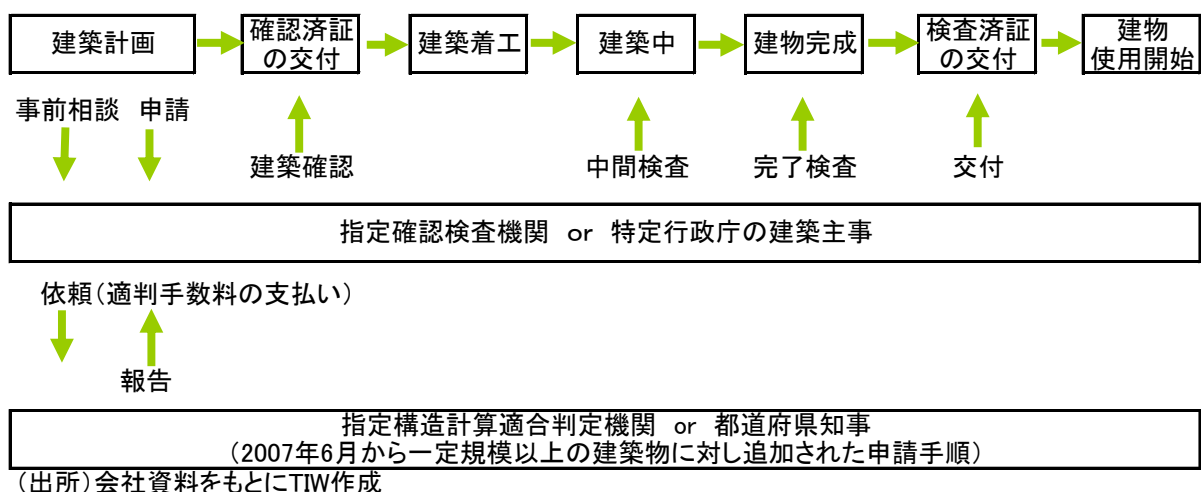 建築計画
確認済証
の交付
建築着工
建築中
建物完成
検査済証
の交付
建物
使用開始
事前相談 申請
建築確認
中間検査
完了検査
交付
指定確認検査機関 or 特定行政庁の建築主事
依頼(適判手数料の支払い)
報告
指定構造計算適合判定機関 or 都道府県知事
(2007年6月から一定規模以上の建築物に対し追加された申請手順)
(出所)会社資料をもとにTIW作成